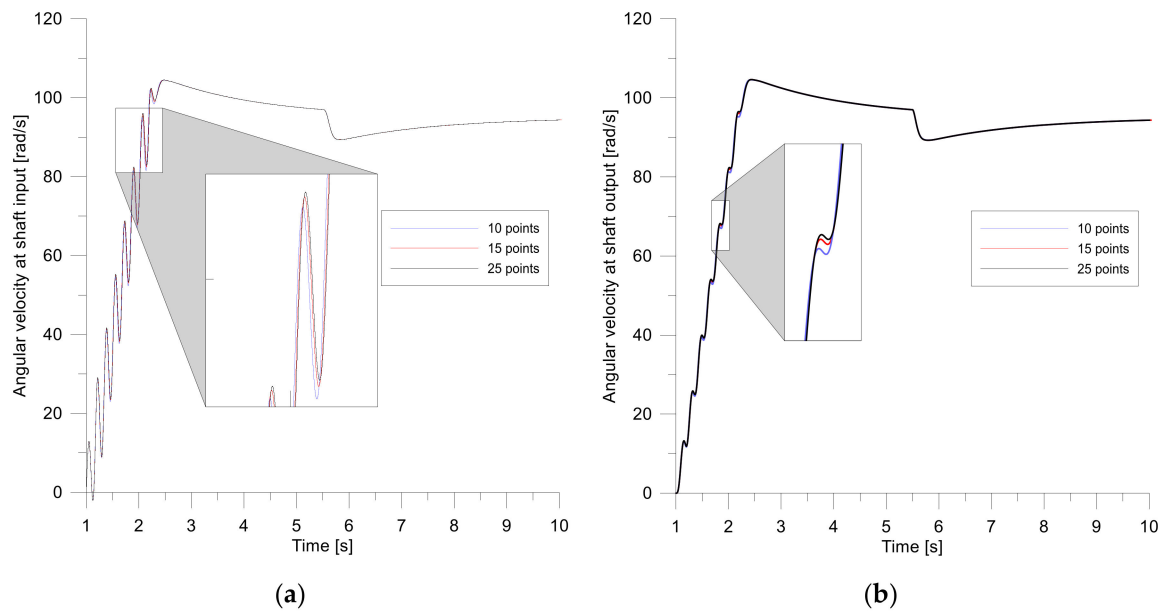 Angular velocity at shaft input [rad/s]
120
100
80
60
40
20
0
10 points
15 points
25 points
1 2 3 4 5 6 7 8 9 10
Time [s]
(a)
Angular velocity at shaft output [rad/s]
120
100
80
60
40
20
0
10 points
15 points
25 points
1 2 3 4 5 6 7 8 9 10
Time [s]
(b)